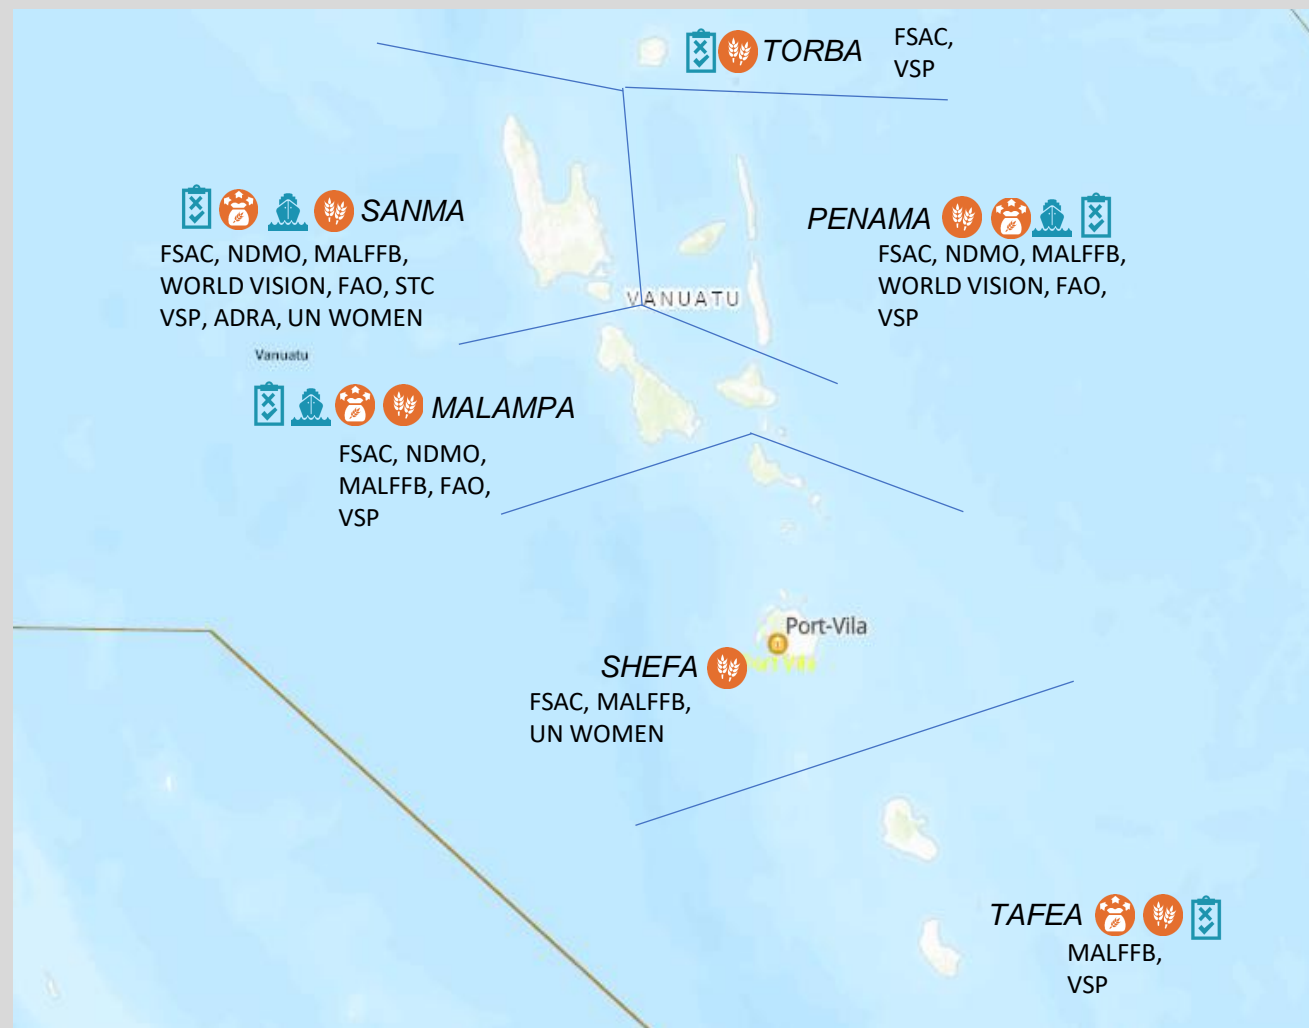 TORBA
FSAC,
VSP
SANMA
FSAC, NDMO, MALFFB,
WORLD VISION, FAO, STC
VSP, ADRA, UN WOMEN
PENAMA
FSAC, NDMO, MALFFB,
WORLD VISION, FAO,
VSP
VANUATU
Vanuatu
MALAMPA
FSAC, NDMO,
MALFFB, FAO,
VSP
Port-Vila
Port Vila
SHEFA
FSAC, MALFFB,
UN WOMEN
TAFEA
MALFFB,
VSP